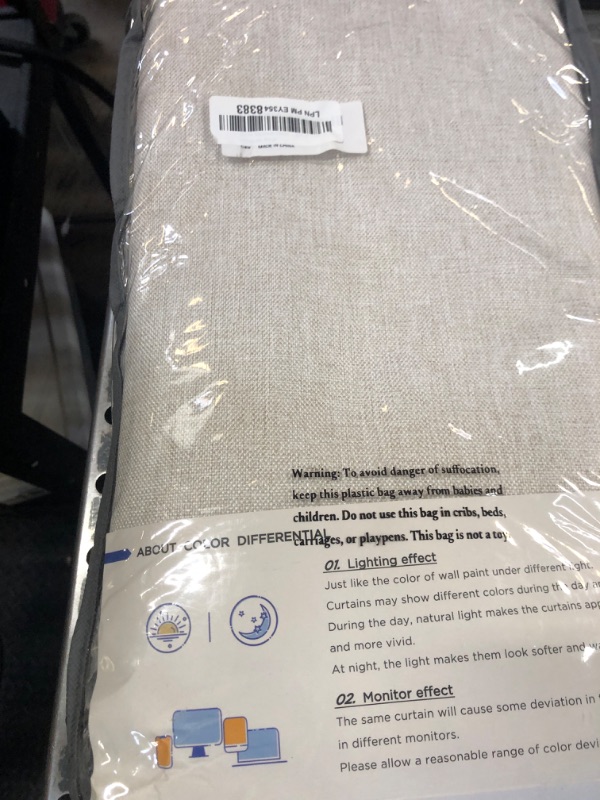 LPN PM EY354 8383
MADE IN CHINA
Warning: To avoid danger of suffocation,
keep this plastic bag away from babies and
children. Do not use this bag in cribs, beds,
carriages, or playpens. This bag is not a toy
ABOUT COLOR DIFFERENTIAL
01. Lighting effect
Just like the color of wall paint under different light.
Curtains may show different colors during the day
During the day, natural light makes the curtains
and more vivid.
At night, the light makes them look softer and
02. Monitor effect
The same curtain will cause some deviation in
in different monitors.
Please allow a reasonable range of color